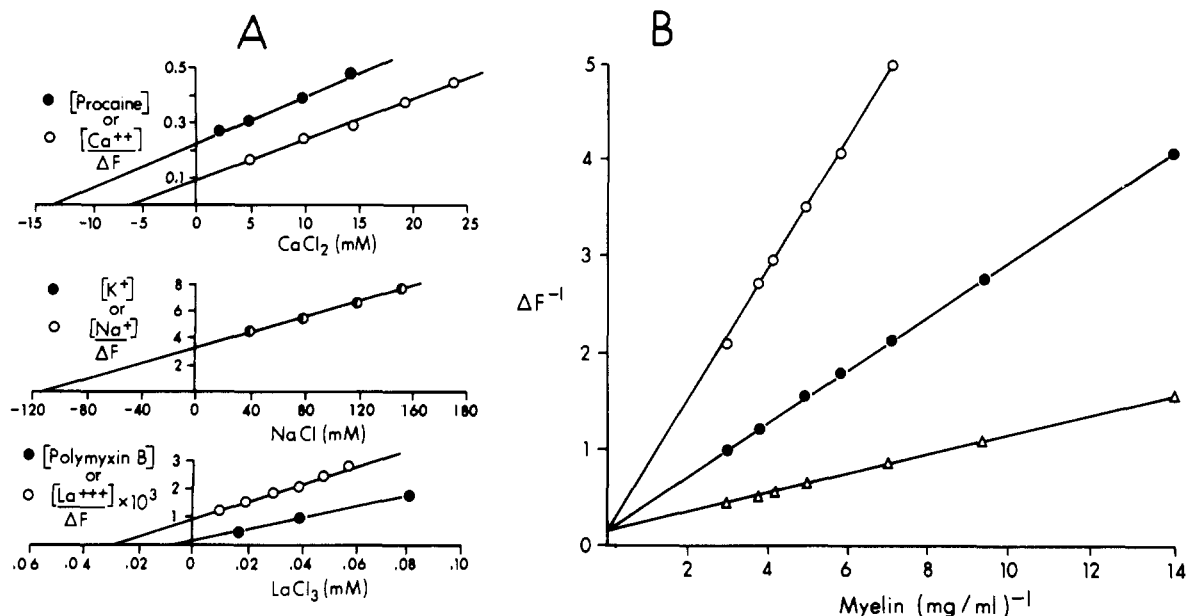 A
0.5
● [Procaine]
or
0.3
○ [Ca++]
ΔF
0.1
-15 -10 -5 0 5 10 15 20 25
CaCl2 (mM)
8
● [K+]
6
or
4
○ [Na+]
ΔF
2
-120 -80 -40 0 40 80 120 160 180
NaCl (mM)
3
● [Polymyxin B]
or
2
○ [La+++] ×10³
ΔF
1
.06 .04 .02 0 .02 .04 .06 .08 .10
LaCl3 (mM)
B
5
4
3
ΔF-1
2
1
0
2 4 6 8 10 12 14
Myelin (mg/ml)-1